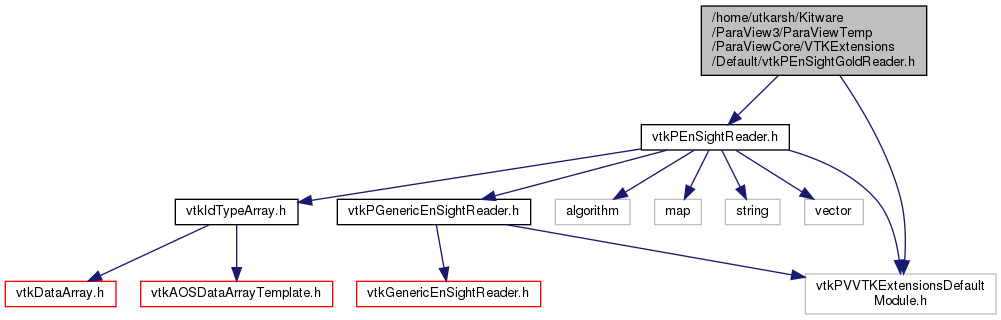 /home/utkarsh/Kitware
/ParaView3/ParaViewTemp
/ParaViewCore/VTKExtensions
/Default/vtkPEnSightGoldReader.h
vtkPEnSightReader.h
vtkIdTypeArray.h
vtkPGenericEnSightReader.h
algorithm
map
string
vector
vtkDataArray.h
vtkAOSDataArrayTemplate.h
vtkGenericEnSightReader.h
vtkPVVTKExtensionsDefault
Module.h